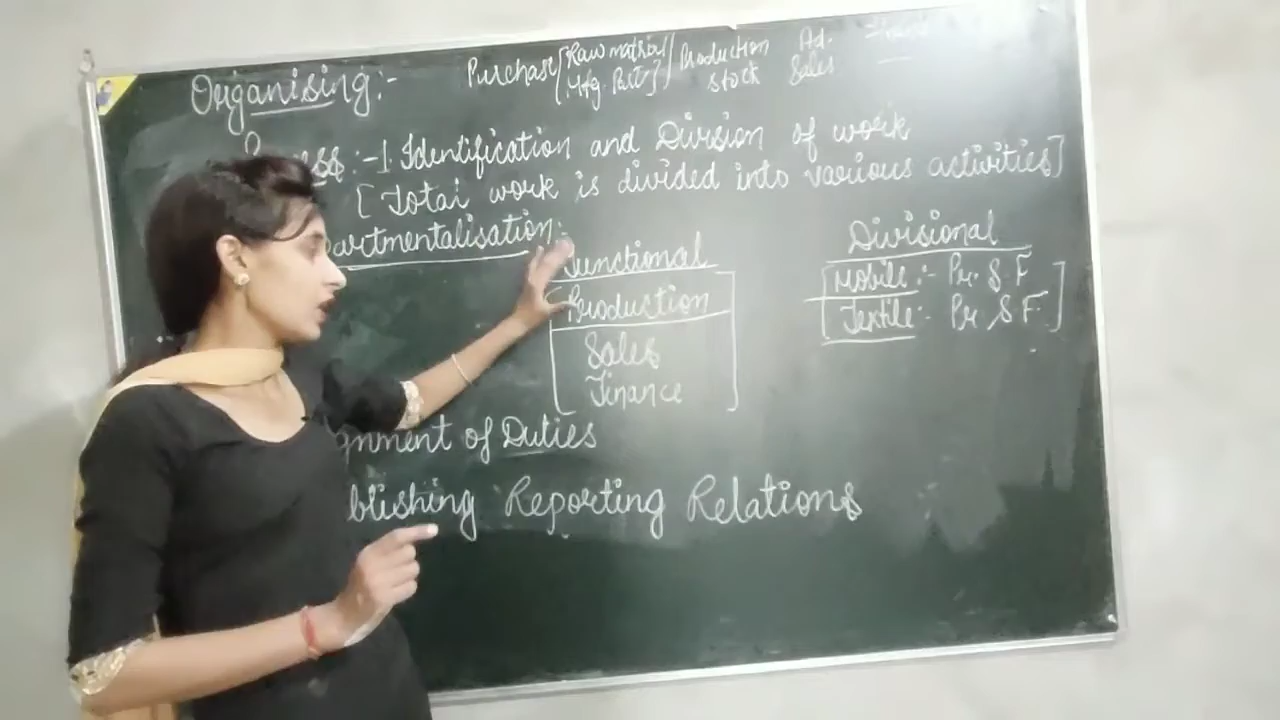 Organising:- Purchase [Raw matrial / Production Ad.
Mfg. Part] stock Sales
:-1. Identification and Division of work
[Total work is divided into various activities]
artmentalisation:-
Functional
Production
Sales
Finance
Divisional
Mobile:- Pr. S F
Textile:- Pr. S F.
gnment of Duties
blishing Reporting Relations